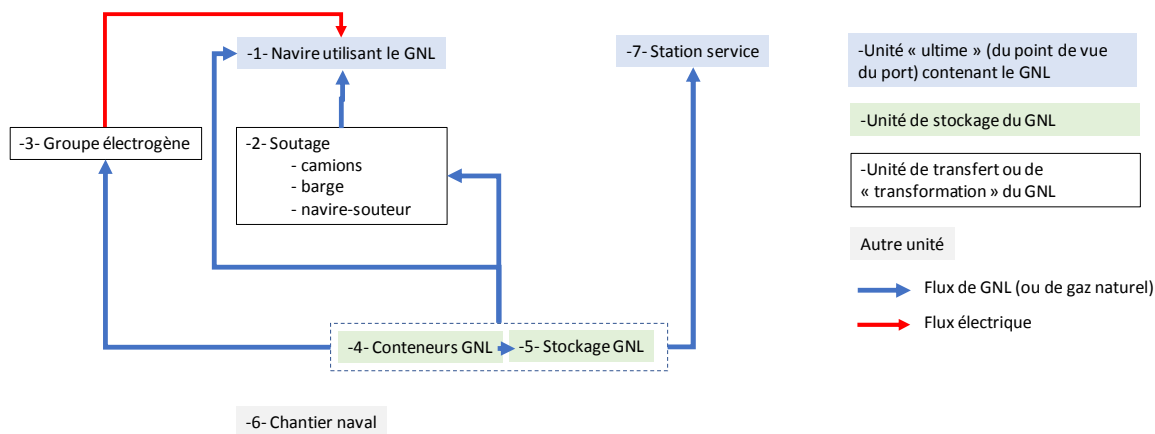 -1- Navire utilisant le GNL
-7- Station service
-3- Groupe électrogène
-2- Soutage
- camions
- barge
- navire-souteur
-4- Conteneurs GNL
-5- Stockage GNL
-6- Chantier naval
-Unité « ultime » (du point de vue
du port) contenant le GNL
-Unité de stockage du GNL
-Unité de transfert ou de
« transformation » du GNL
Autre unité
Flux de GNL (ou de gaz naturel)
Flux électrique